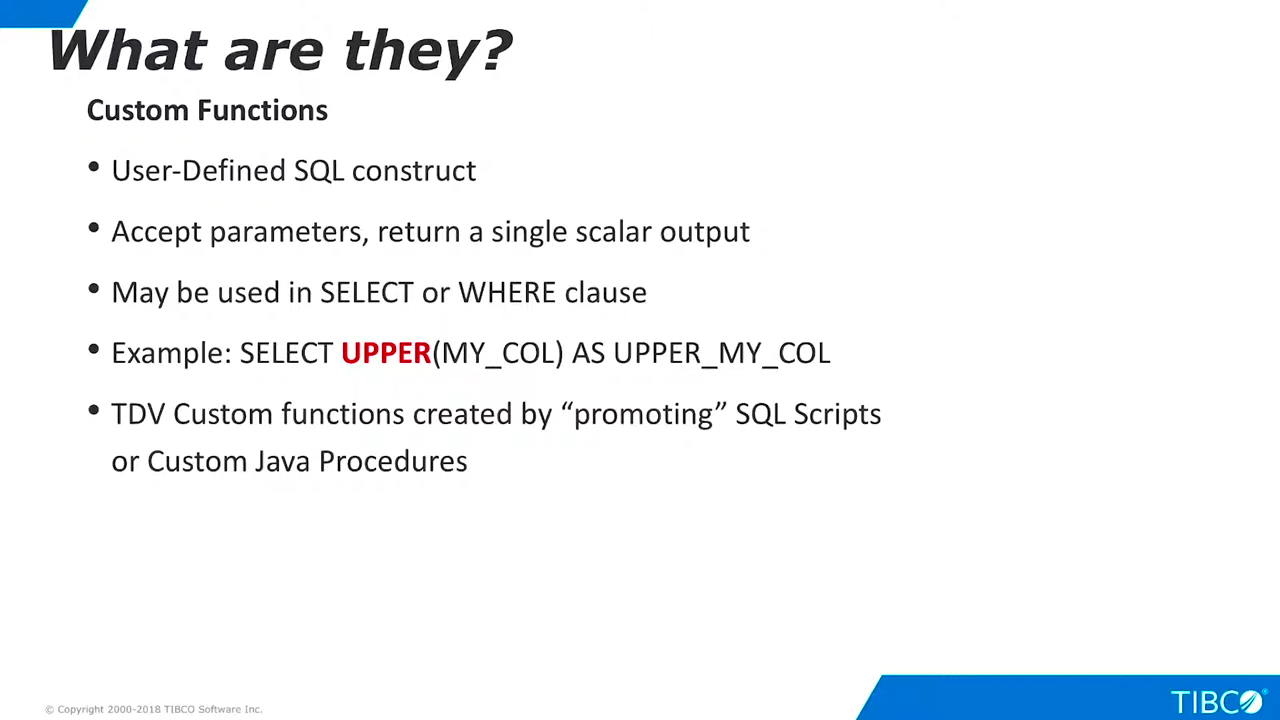 What are they?
Custom Functions
• User-Defined SQL construct
• Accept parameters, return a single scalar output
• May be used in SELECT or WHERE clause
• Example: SELECT UPPER(MY_COL) AS UPPER_MY_COL
• TDV Custom functions created by “promoting” SQL Scripts
or Custom Java Procedures
© Copyright 2000-2018 TIBCO Software Inc.
TIBCO®